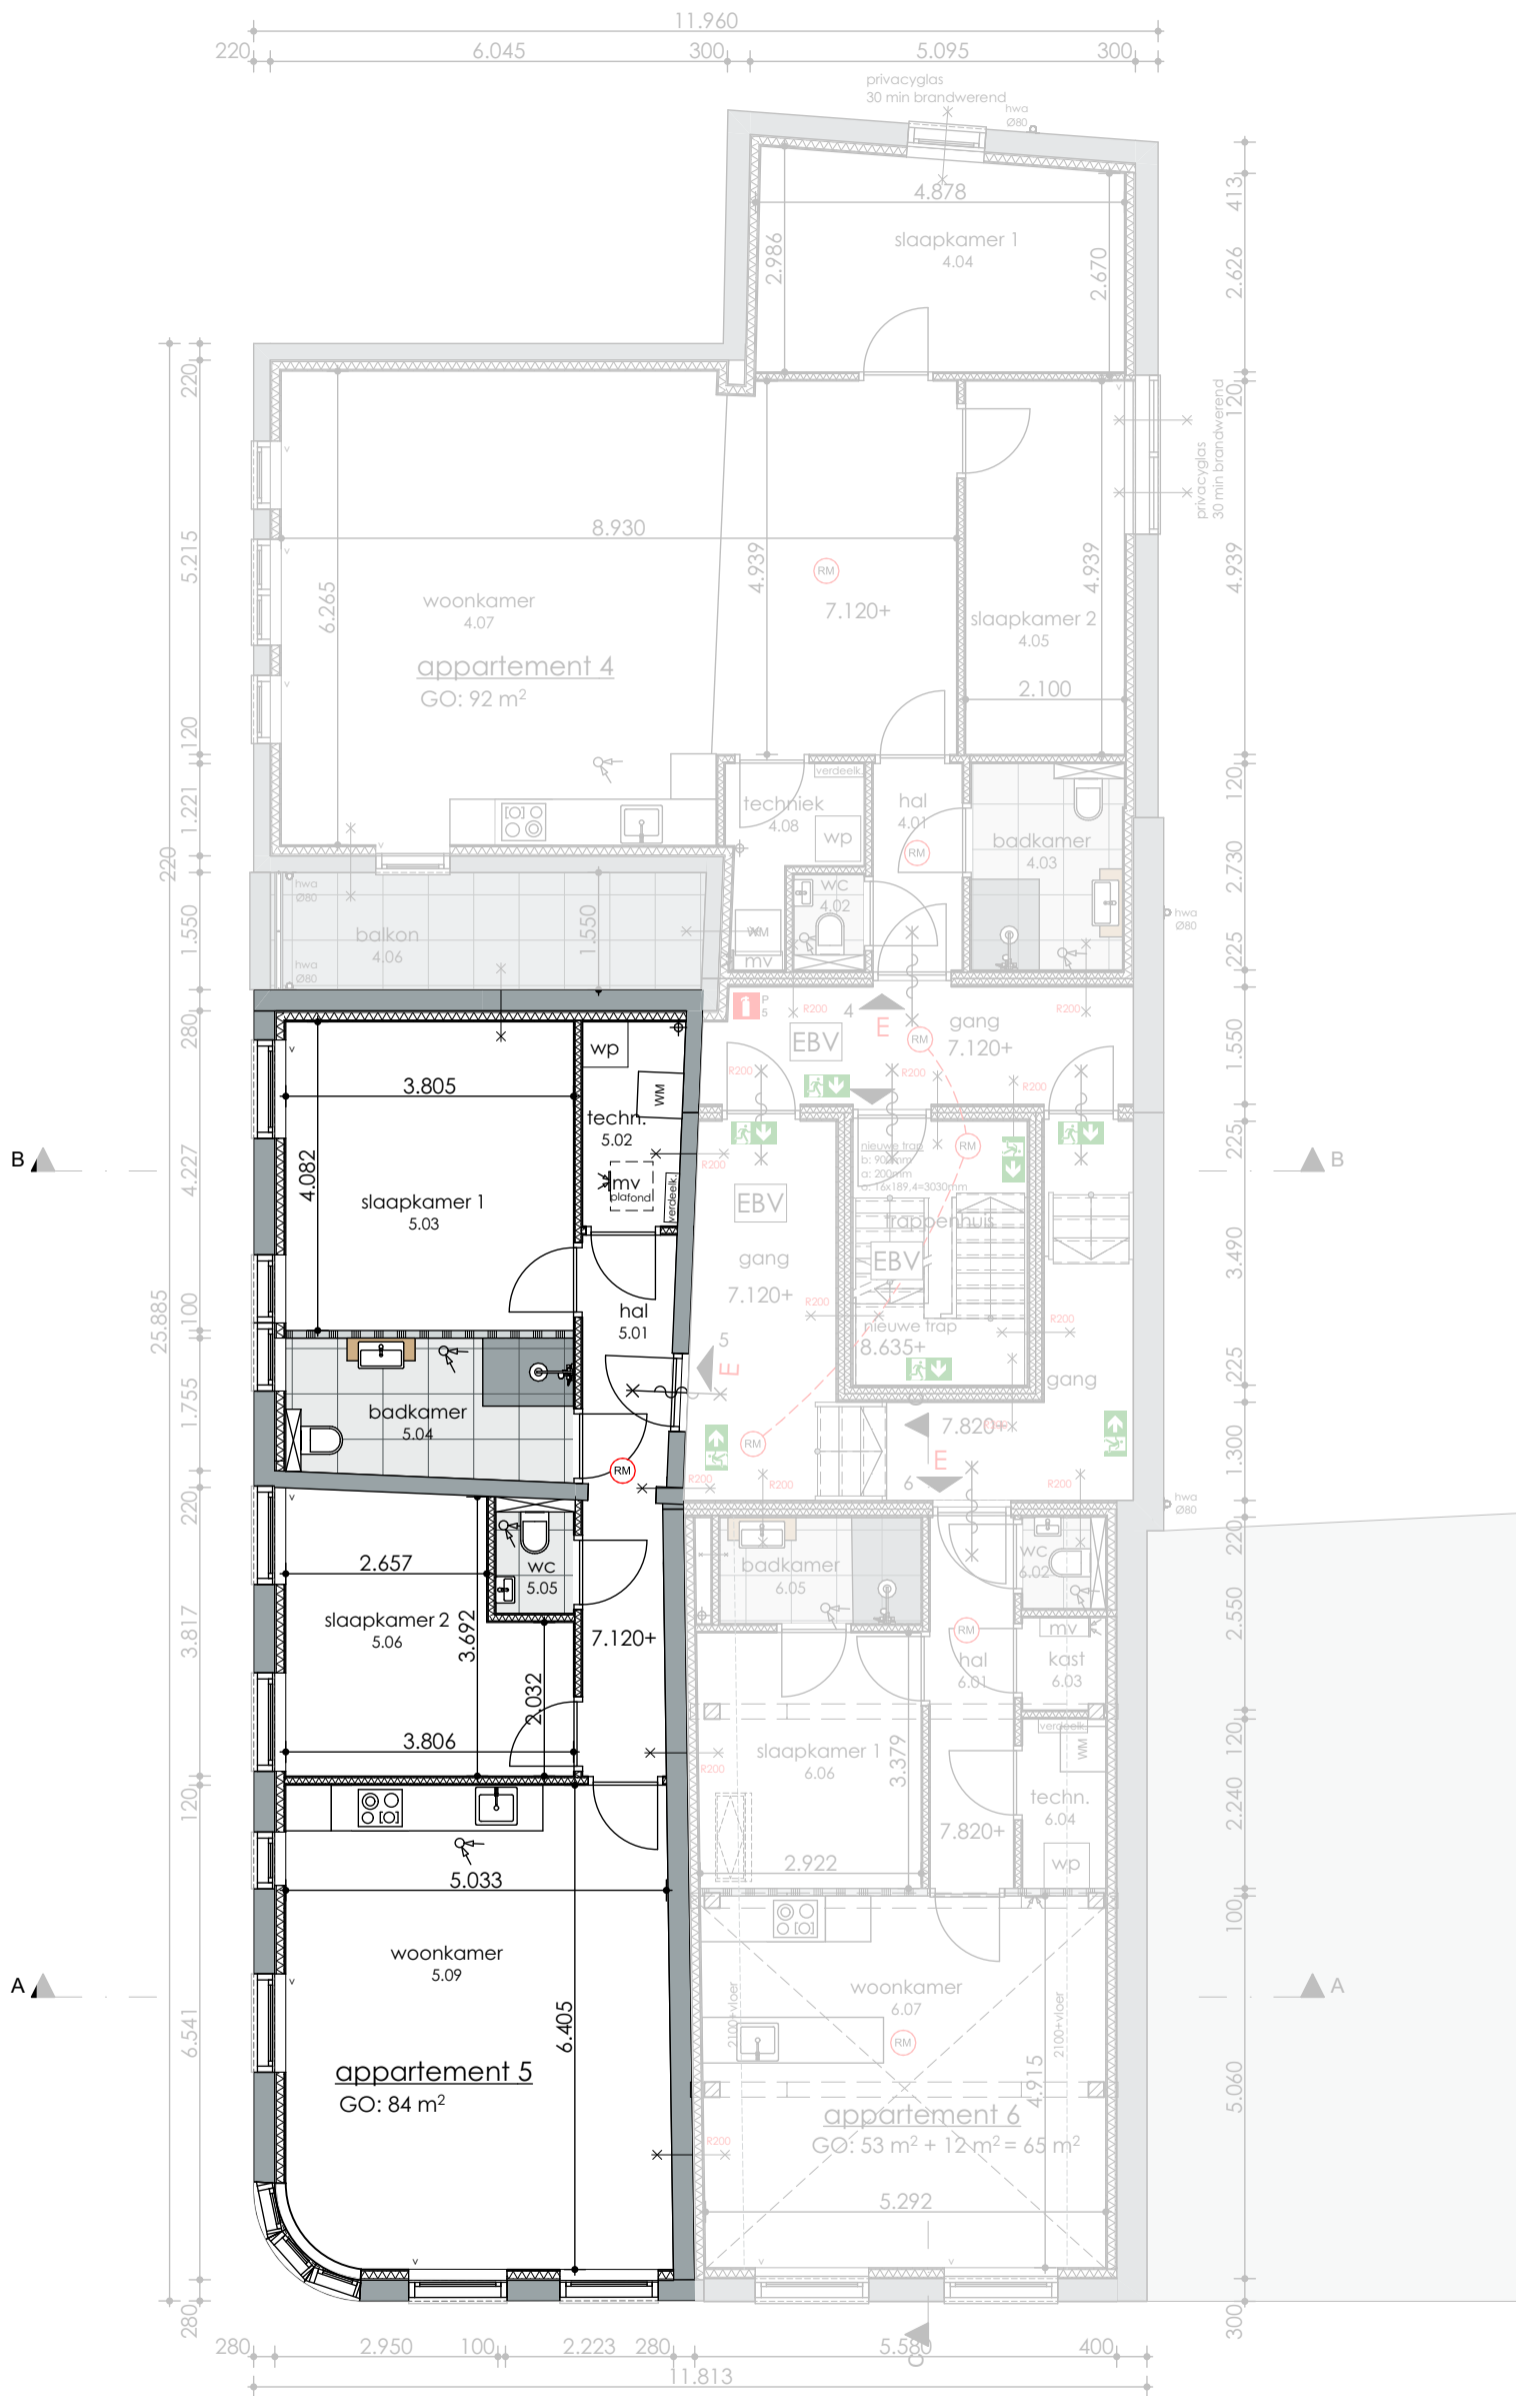 11.960
220
6.045
300
5.095
300
privacyglas
30 min brandwerend
hwa
Ø80
4.878
413
2.986
slaapkamer 1
4.04
2.670
2.626
220
120
privacyglas
30 min brandwerend
8.930
5.215
6.265
4.939
RM
4.939
4.939
woonkamer
4.07
7.120+
slaapkamer 2
4.05
appartement 4
GO: 92 m²
2.100
120
verdeelk.
120
1.221
techniek
4.08
wp
hal
4.01
RM
badkamer
4.03
2.730
220
hwa
Ø80
wc
4.02
1.550
balkon
4.06
1.550
WM
mv
hwa
Ø80
225
hwa
Ø80
P
5
R200
4
E
gang
7.120+
R200
280
EBV
RM
1.550
wp
R200
R200
R200
3.805
WM
techn.
5.02
225
nieuwe trap
b: 900mm
a: 200mm
o: 16x189,4=3030mm
RM
B
B
4.227
4.082
R200
mv
plafond
verdeelk.
EBV
slaapkamer 1
5.03
trappenhuis
3.490
gang
7.120+
EBV
25.885
100
hal
5.01
R200
nieuwe trap
8.635+
R200
5
E
225
gang
1.755
badkamer
5.04
7.820+
R200
RM
E
1.300
RM
R200
R200
6
R200
220
hwa
Ø80
220
2.657
wc
5.05
badkamer
6.05
wc
6.02
slaapkamer 2
5.06
3.692
7.120+
3.817
2.550
RM
mv
hal
6.01
kast
6.03
2.032
3.806
slaapkamer 1
6.06
3.379
verdeelk.
WM
120
R200
120
techn.
6.04
2.240
7.820+
2.922
wp
5.033
100
woonkamer
5.09
A
A
woonkamer
6.07
2100+vloer
2100+vloer
RM
6.541
6.405
appartement 5
GO: 84 m²
4.915
5.060
appartement 6
GO: 53 m² + 12 m² = 65 m²
R200
5.292
280
300
280
2.950
100
2.223
280
5.580
400
C
11.813